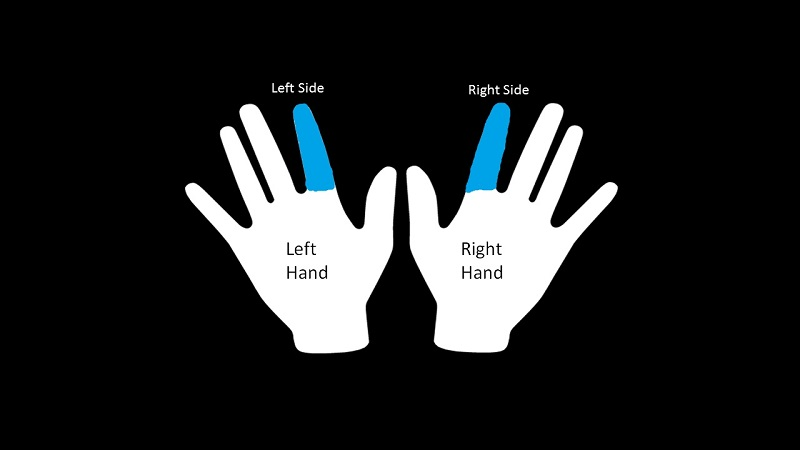 Left Side
Right Side
Left
Hand
Right
Hand